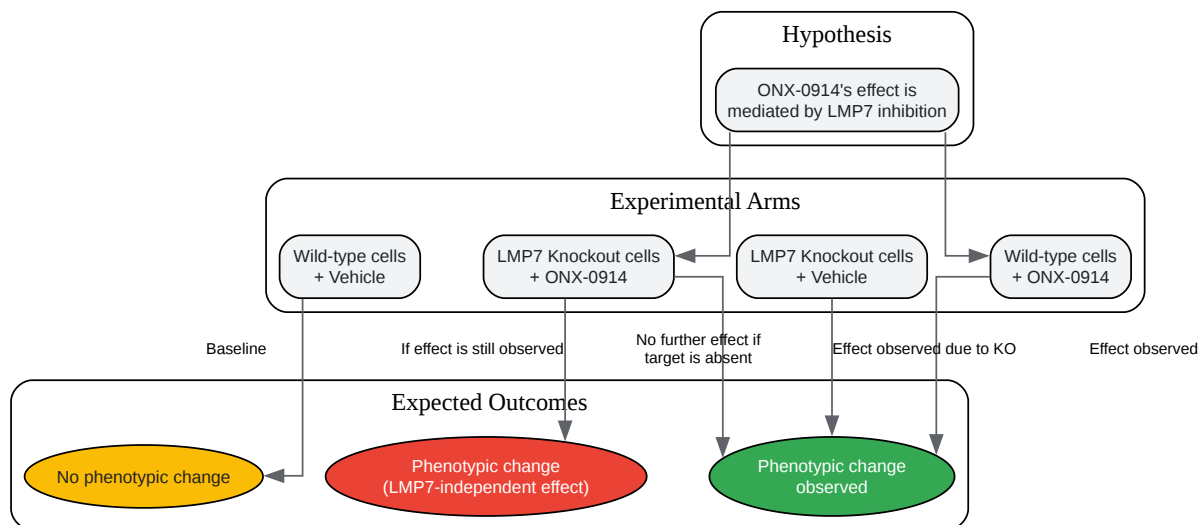 Hypothesis
ONX-0914's effect is
mediated by LMP7 inhibition
Experimental Arms
Wild-type cells
+ Vehicle
LMP7 Knockout cells
+ ONX-0914
LMP7 Knockout cells
+ Vehicle
Wild-type cells
+ ONX-0914
Baseline
If effect is still observed
No further effect if
target is absent
Effect observed due to KO
Effect observed
Expected Outcomes
No phenotypic change
Phenotypic change
(LMP7-independent effect)
Phenotypic change
observed